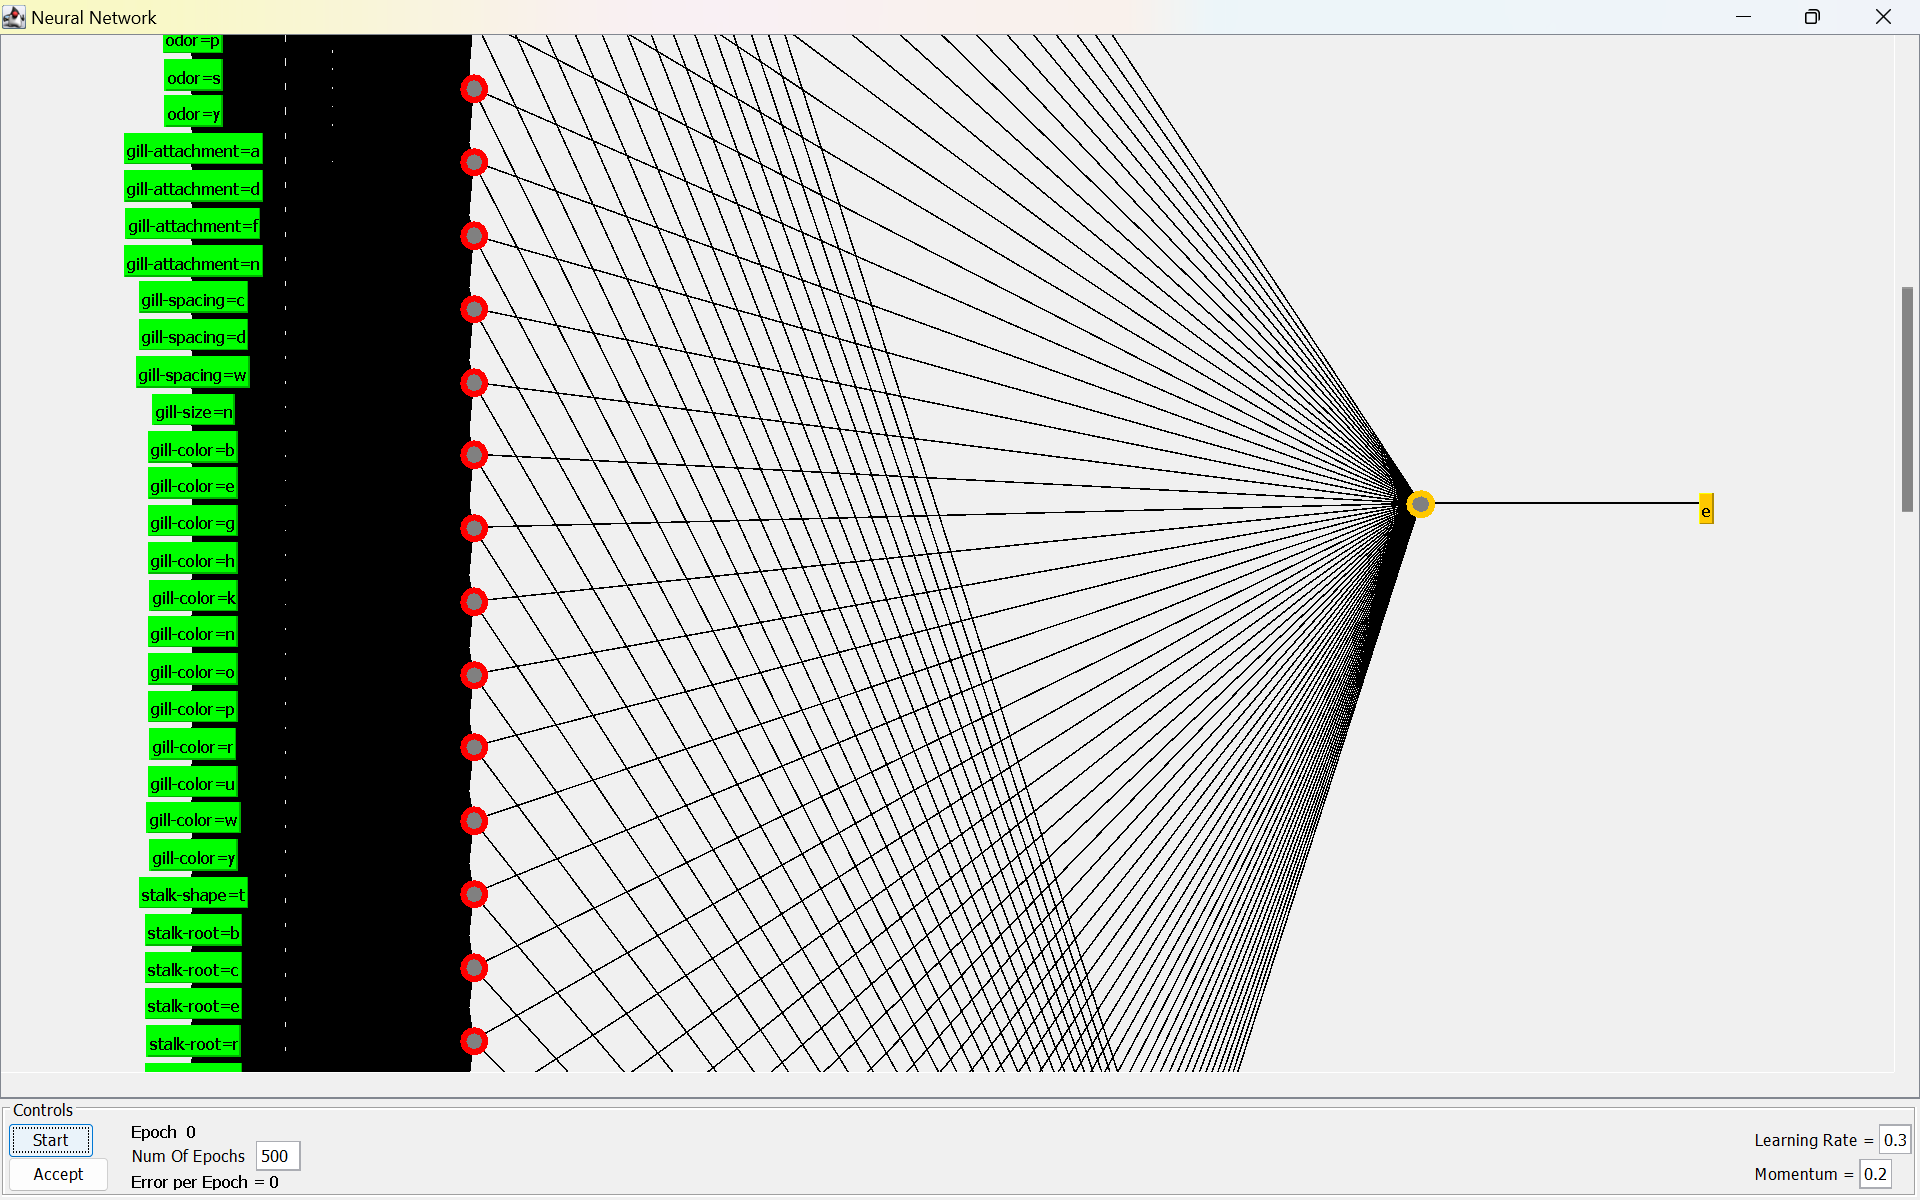 Neural Network
odor=p
odor=s
odor=y
gill-attachment=a
gill-attachment=d
gill-attachment=f
gill-attachment=n
gill-spacing=c
gill-spacing=d
gill-spacing=w
gill-size=n
gill-color=b
gill-color=e
gill-color=g
gill-color=h
gill-color=k
gill-color=n
gill-color=o
gill-color=p
gill-color=r
gill-color=u
gill-color=w
gill-color=y
stalk-shape=t
stalk-root=b
stalk-root=c
stalk-root=e
stalk-root=r
e
Controls
Start
Accept
Epoch 0
Num Of Epochs 500
Error per Epoch = 0
Learning Rate = 0.3
Momentum = 0.2